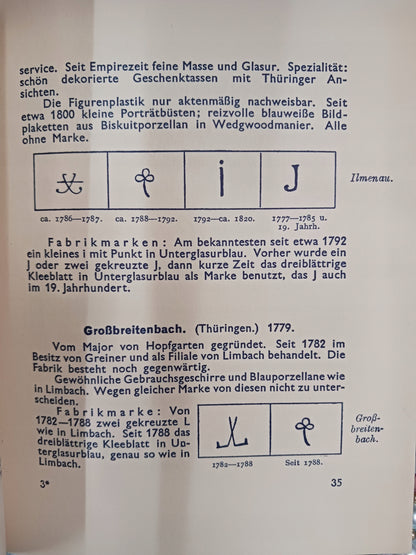 service. Seit Empirezeit feine Masse und Glasur. Spezialität:
schön dekorierte Geschenktassen mit Thüringer An-
sichten.
Die Figurenplastik nur aktenmäßig nachweisbar. Seit
etwa 1800 kleine Porträtbüsten; reizvolle blauweiße Bild-
plaketten aus Biskuitporzellan in Wedgwoodmanier. Alle
ohne Marke.
i J
Ilmenau.
ca. 1786—1787. ca. 1788—1792. 1792—ca. 1820. 1777—1785 u.
19. Jahrh.
Fabrikmarken: Am bekanntesten seit etwa 1792
ein kleines i mit Punkt in Unterglasurblau. Vorher wurde ein
J oder zwei gekreuzte J, dann kurze Zeit das dreiblättrige
Kleeblatt in Unterglasurblau als Marke benutzt, das J auch
im 19. Jahrhundert.
Großbreitenbach. (Thüringen.) 1779.
Vom Major von Hopfgarten gegründet. Seit 1782 im
Besitz von Greiner und als Filiale von Limbach behandelt. Die
Fabrik besteht noch gegenwärtig.
Gewöhnliche Gebrauchsgeschirre und Blauporzellane wie
in Limbach. Wegen gleicher Marke von diesen nicht zu unter-
scheiden.
Fabrikmarke: Von
1782—1788 zwei gekreuzte L
wie in Limbach. Seit 1788 das
dreiblättrige Kleeblatt in Un-
terglasurblau, genau so wie in
Limbach.
Groß-
breiten-
bach.
1782—1788 Seit 1788.
3*
35